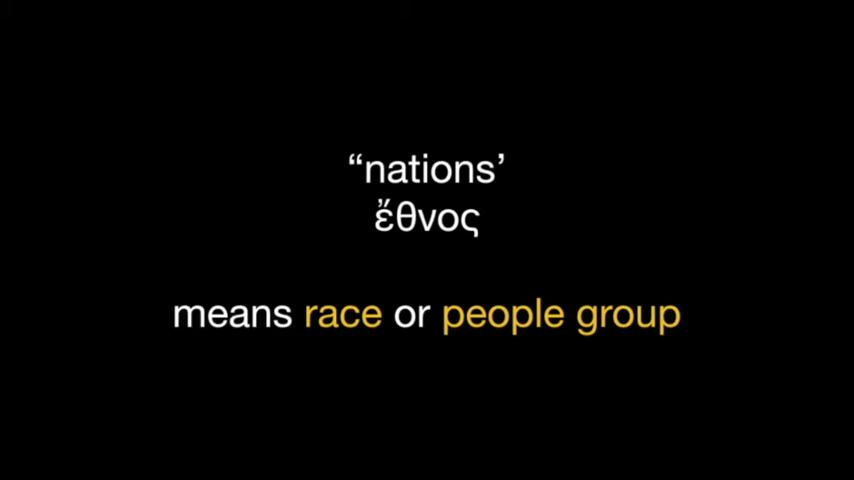 “nations’
ἔθνος
means race or people group